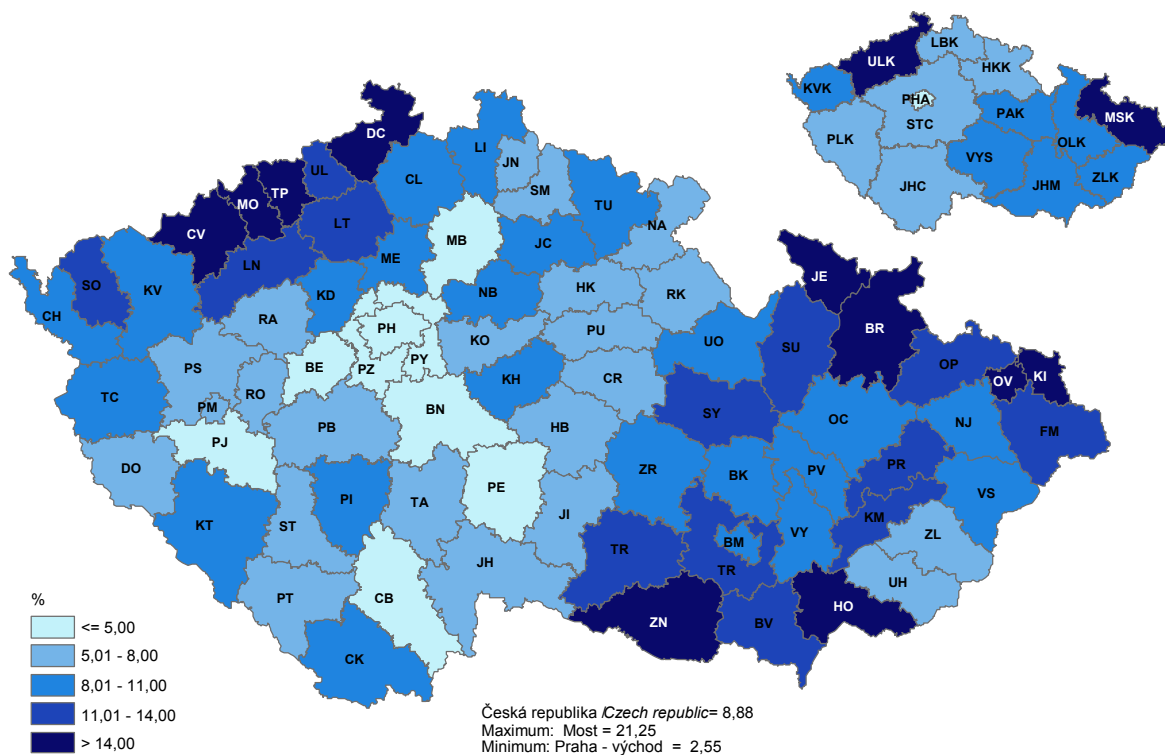 LBK
ULK
HKK
KVK
PHA
STC
PAK
MSK
PLK
VYS
OLK
ZLK
JHC
JHM
DC
LI
UL
JN
CL
SM
TP
MO
TU
LT
NA
CV
MB
JC
ME
LN
SO
KV
KD
NB
HK
RK
JE
CH
RA
PH
KO
PU
UO
SU
BR
PS
BE
PZ
PY
OP
TC
RO
KH
CR
OV
KI
PM
BN
SY
OC
NJ
FM
PJ
PB
HB
DO
ZR
BK
PV
PR
PE
VS
KT
PI
TA
JI
KM
ST
BM
VY
ZL
TR
JH
TR
UH
PT
CB
HO
ZN
BV
CK
%
<= 5,00
5,01 - 8,00
8,01 - 11,00
11,01 - 14,00
> 14,00
Česká republika /Czech republic= 8,88
Maximum: Most = 21,25
Minimum: Praha - východ = 2,55